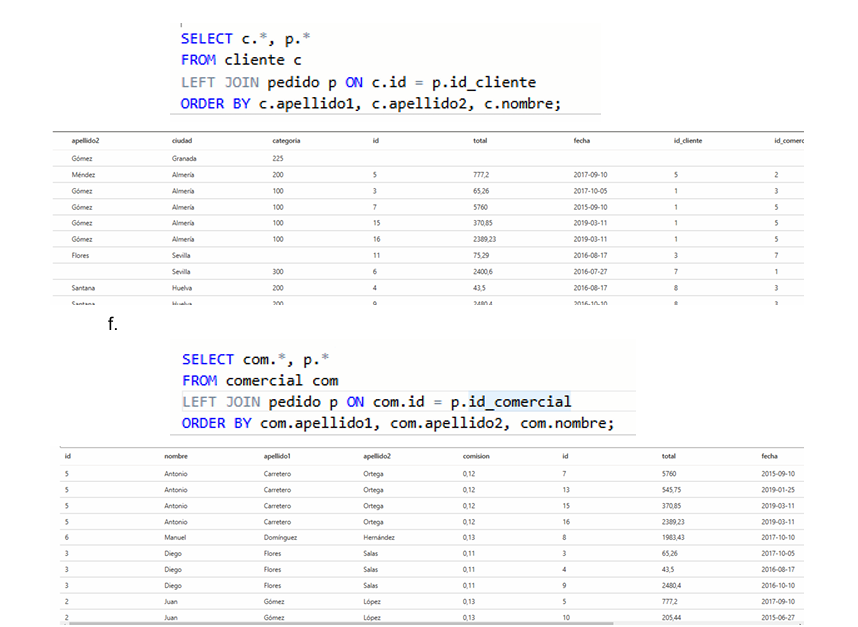 SELECT c.*, p.*
FROM cliente c
LEFT JOIN pedido p ON c.id = p.id_cliente
ORDER BY c.apellido1, c.apellido2, c.nombre;
apellido2 ciudad categoria id total fecha id_cliente id_comerc
Gómez Granada 225
Méndez Almería 200 5 777,2 2017-09-10 5 2
Gómez Almería 100 3 65,26 2017-10-05 1 3
Gómez Almería 100 7 5760 2015-09-10 1 5
Gómez Almería 100 15 370,85 2019-03-11 1 5
Gómez Almería 100 16 2389,23 2019-03-11 1 5
Flores Sevilla 11 75,29 2016-08-17 3 7
Sevilla 300 6 2400,6 2016-07-27 7 1
Santana Huelva 200 4 43,5 2016-08-17 8 3
Santana Huelva 200 9 2480,4 2016-10-10 8 3
f.
SELECT com.*, p.*
FROM comercial com
LEFT JOIN pedido p ON com.id = p.id_comercial
ORDER BY com.apellido1, com.apellido2, com.nombre;
id nombre apellido1 apellido2 comision id total fecha
5 Antonio Carretero Ortega 0,12 7 5760 2015-09-10
5 Antonio Carretero Ortega 0,12 13 545,75 2019-01-25
5 Antonio Carretero Ortega 0,12 15 370,85 2019-03-11
5 Antonio Carretero Ortega 0,12 16 2389,23 2019-03-11
6 Manuel Domínguez Hernández 0,13 8 1983,43 2017-10-10
3 Diego Flores Salas 0,11 3 65,26 2017-10-05
3 Diego Flores Salas 0,11 4 43,5 2016-08-17
3 Diego Flores Salas 0,11 9 2480,4 2016-10-10
2 Juan Gómez López 0,13 5 777,2 2017-09-10
2 Juan Gómez López 0,13 10 205,44 2015-06-27